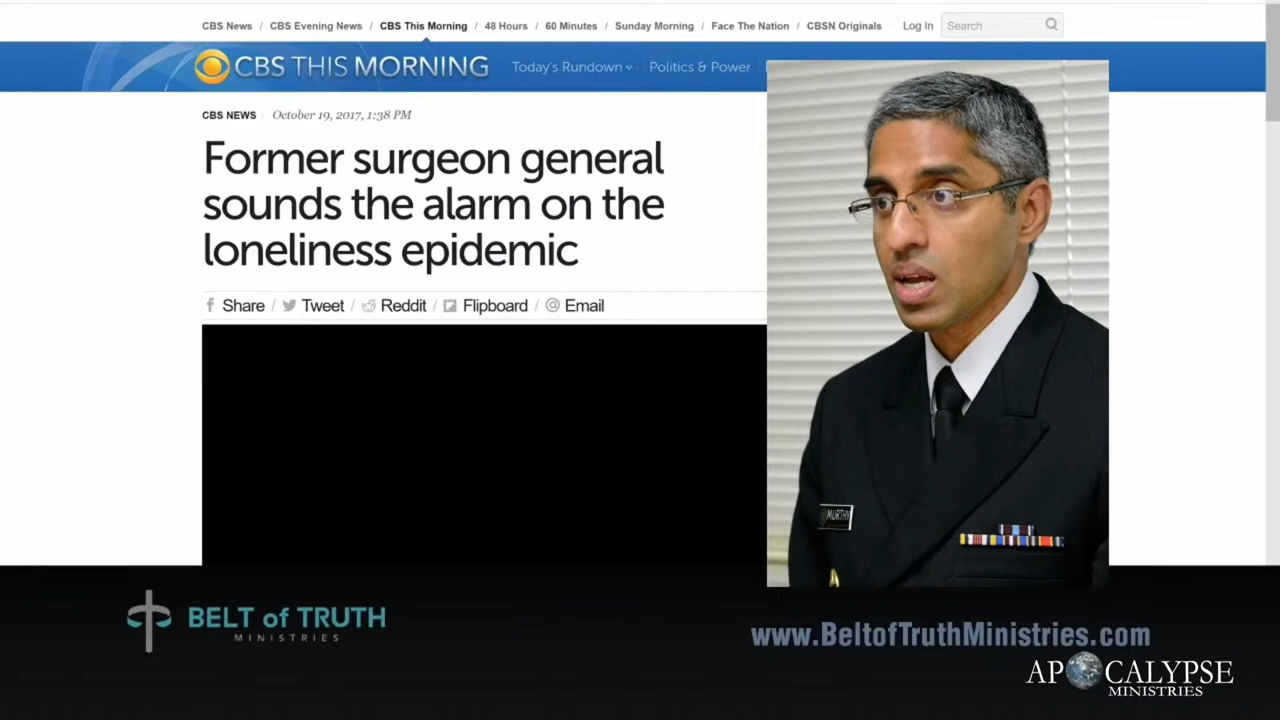 CBS News / CBS Evening News / CBS This Morning / 48 Hours / 60 Minutes / Sunday Morning / Face The Nation / CBSN Originals Log In Search
CBS THIS MORNING Today's Rundown Politics & Power
CBS NEWS October 19, 2017, 1:38 PM
Former surgeon general
sounds the alarm on the
loneliness epidemic
Share / Tweet / Reddit / Flipboard / Email
MURTHY
BELT of TRUTH
MINISTRIES
www.BeltofTruthMinistries.com
APOCALYPSE
MINISTRIES